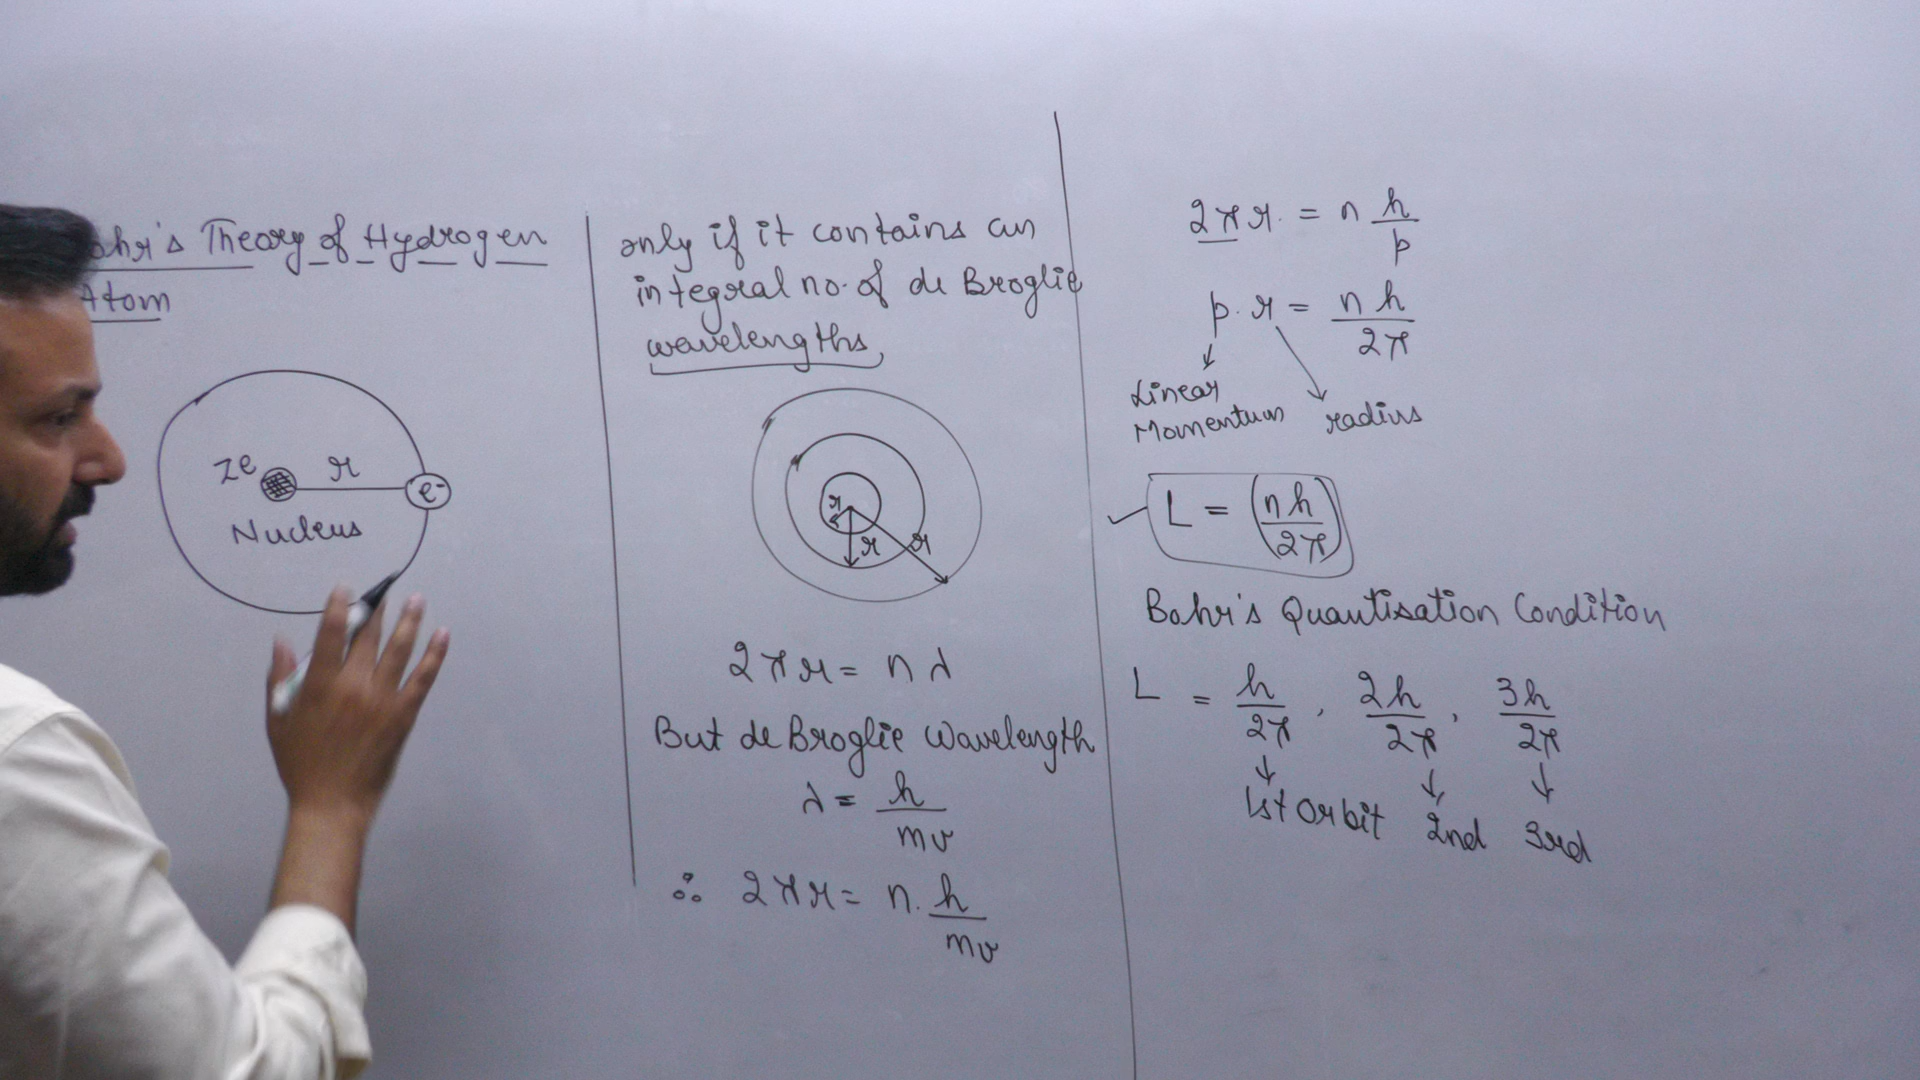 Bohr's Theory of Hydrogen
Atom
Ze
r
e-
Nucleus
only if it contains an
integral no. of de Broglie
wavelengths,
r
r
r
2πr = nλ
But de Broglie Wavelength
λ = h/mv
∴ 2πr = n. h/mv
2πr. = n h/p
p. r = nh/2π
Linear
Momentum
radius
L = (nh/2π)
Bohr's Quantisation Condition
L = h/2π, 2h/2π, 3h/2π
1st orbit 2nd 3rd